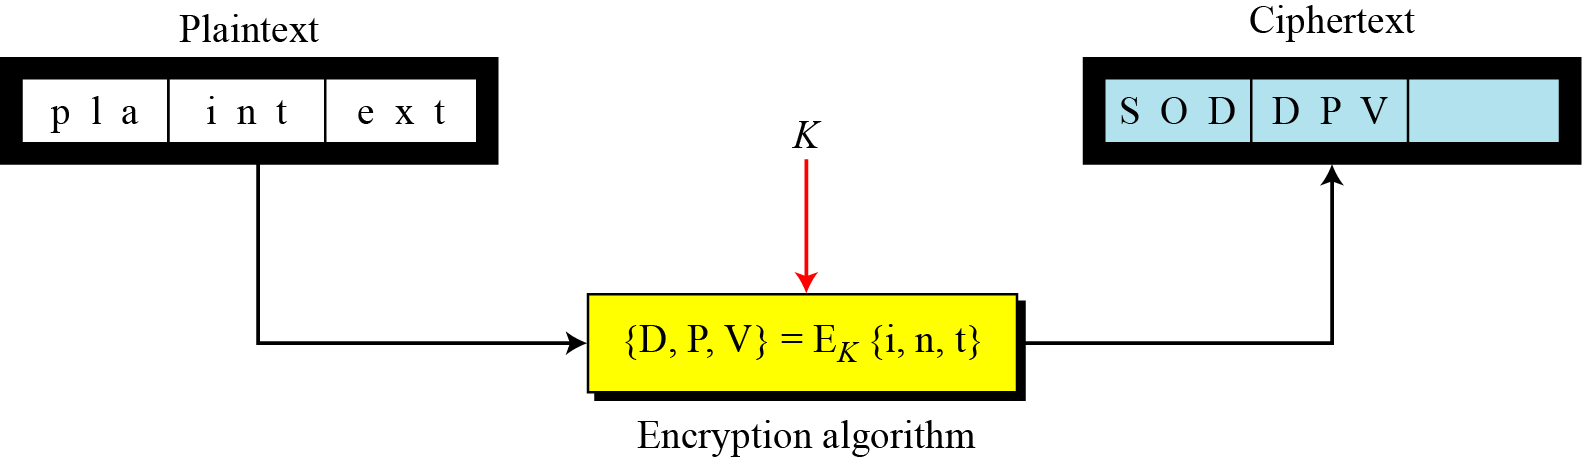 Plaintext
Ciphertext
p l a i n t e x t
S O D D P V
K
{D, P, V} = E_K {i, n, t}
Encryption algorithm